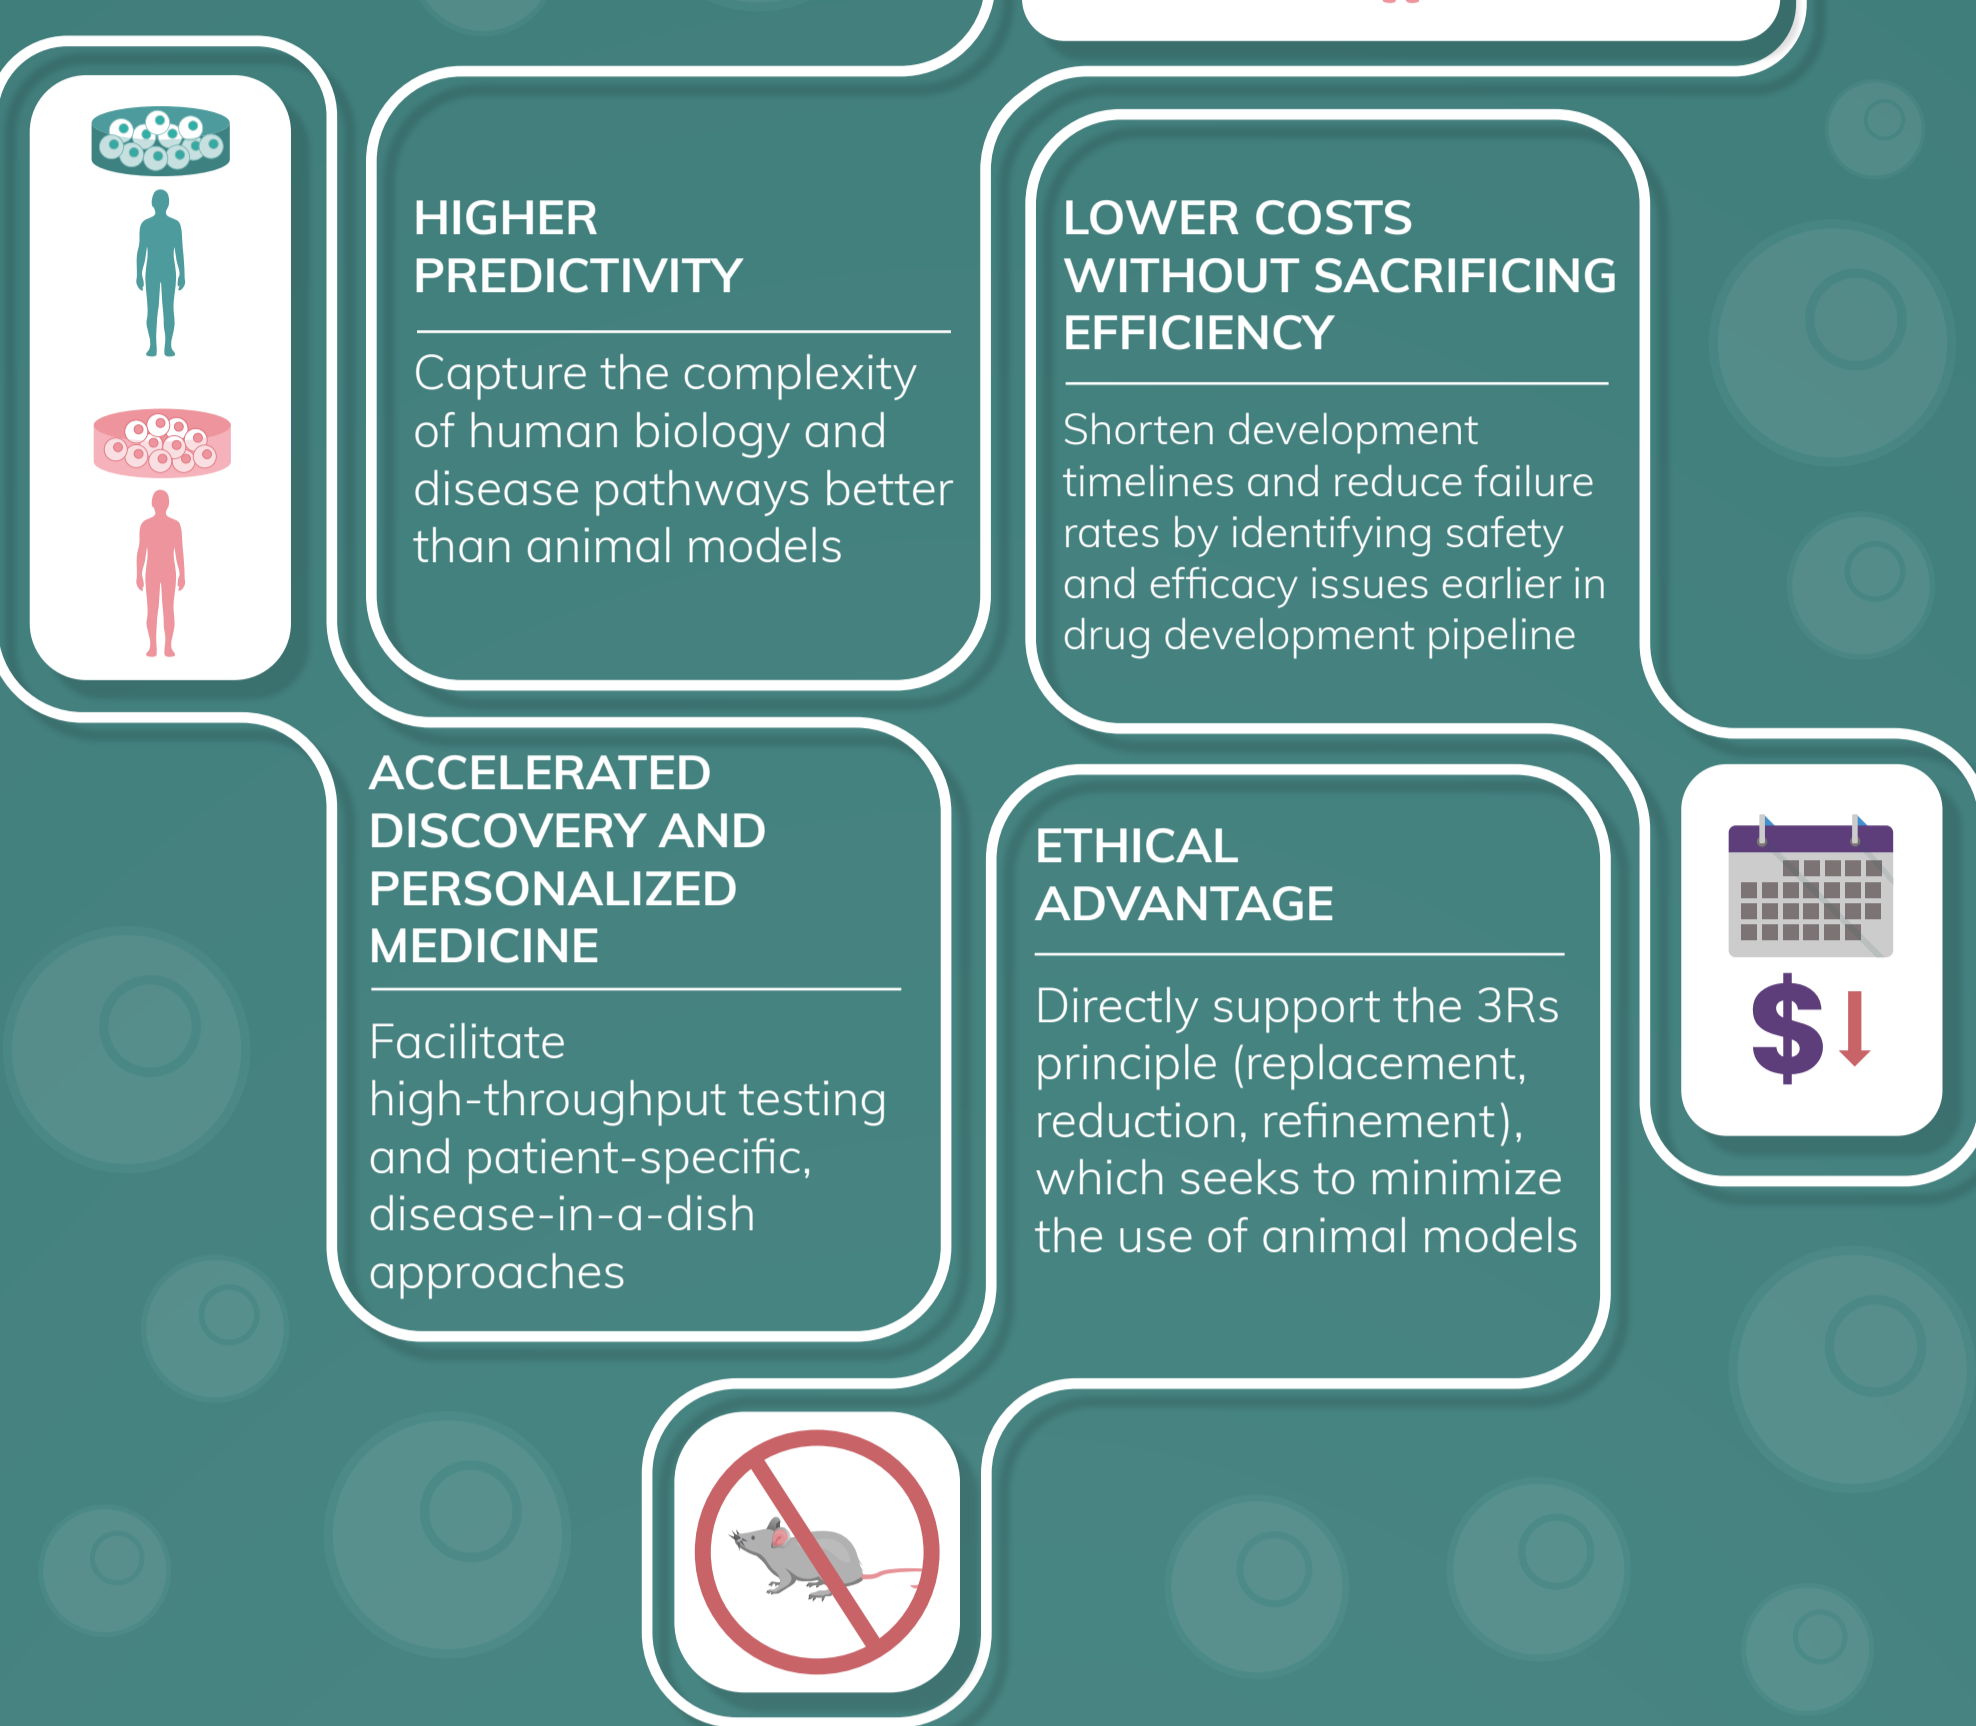 HIGHER
PREDICTIVITY
Capture the complexity
of human biology and
disease pathways better
than animal models
LOWER COSTS
WITHOUT SACRIFICING
EFFICIENCY
Shorten development
timelines and reduce failure
rates by identifying safety
and efficacy issues earlier in
drug development pipeline
ACCELERATED
DISCOVERY AND
PERSONALIZED
MEDICINE
Facilitate
high-throughput testing
and patient-specific,
disease-in-a-dish
approaches
ETHICAL
ADVANTAGE
Directly support the 3Rs
principle (replacement,
reduction, refinement),
which seeks to minimize
the use of animal models
$